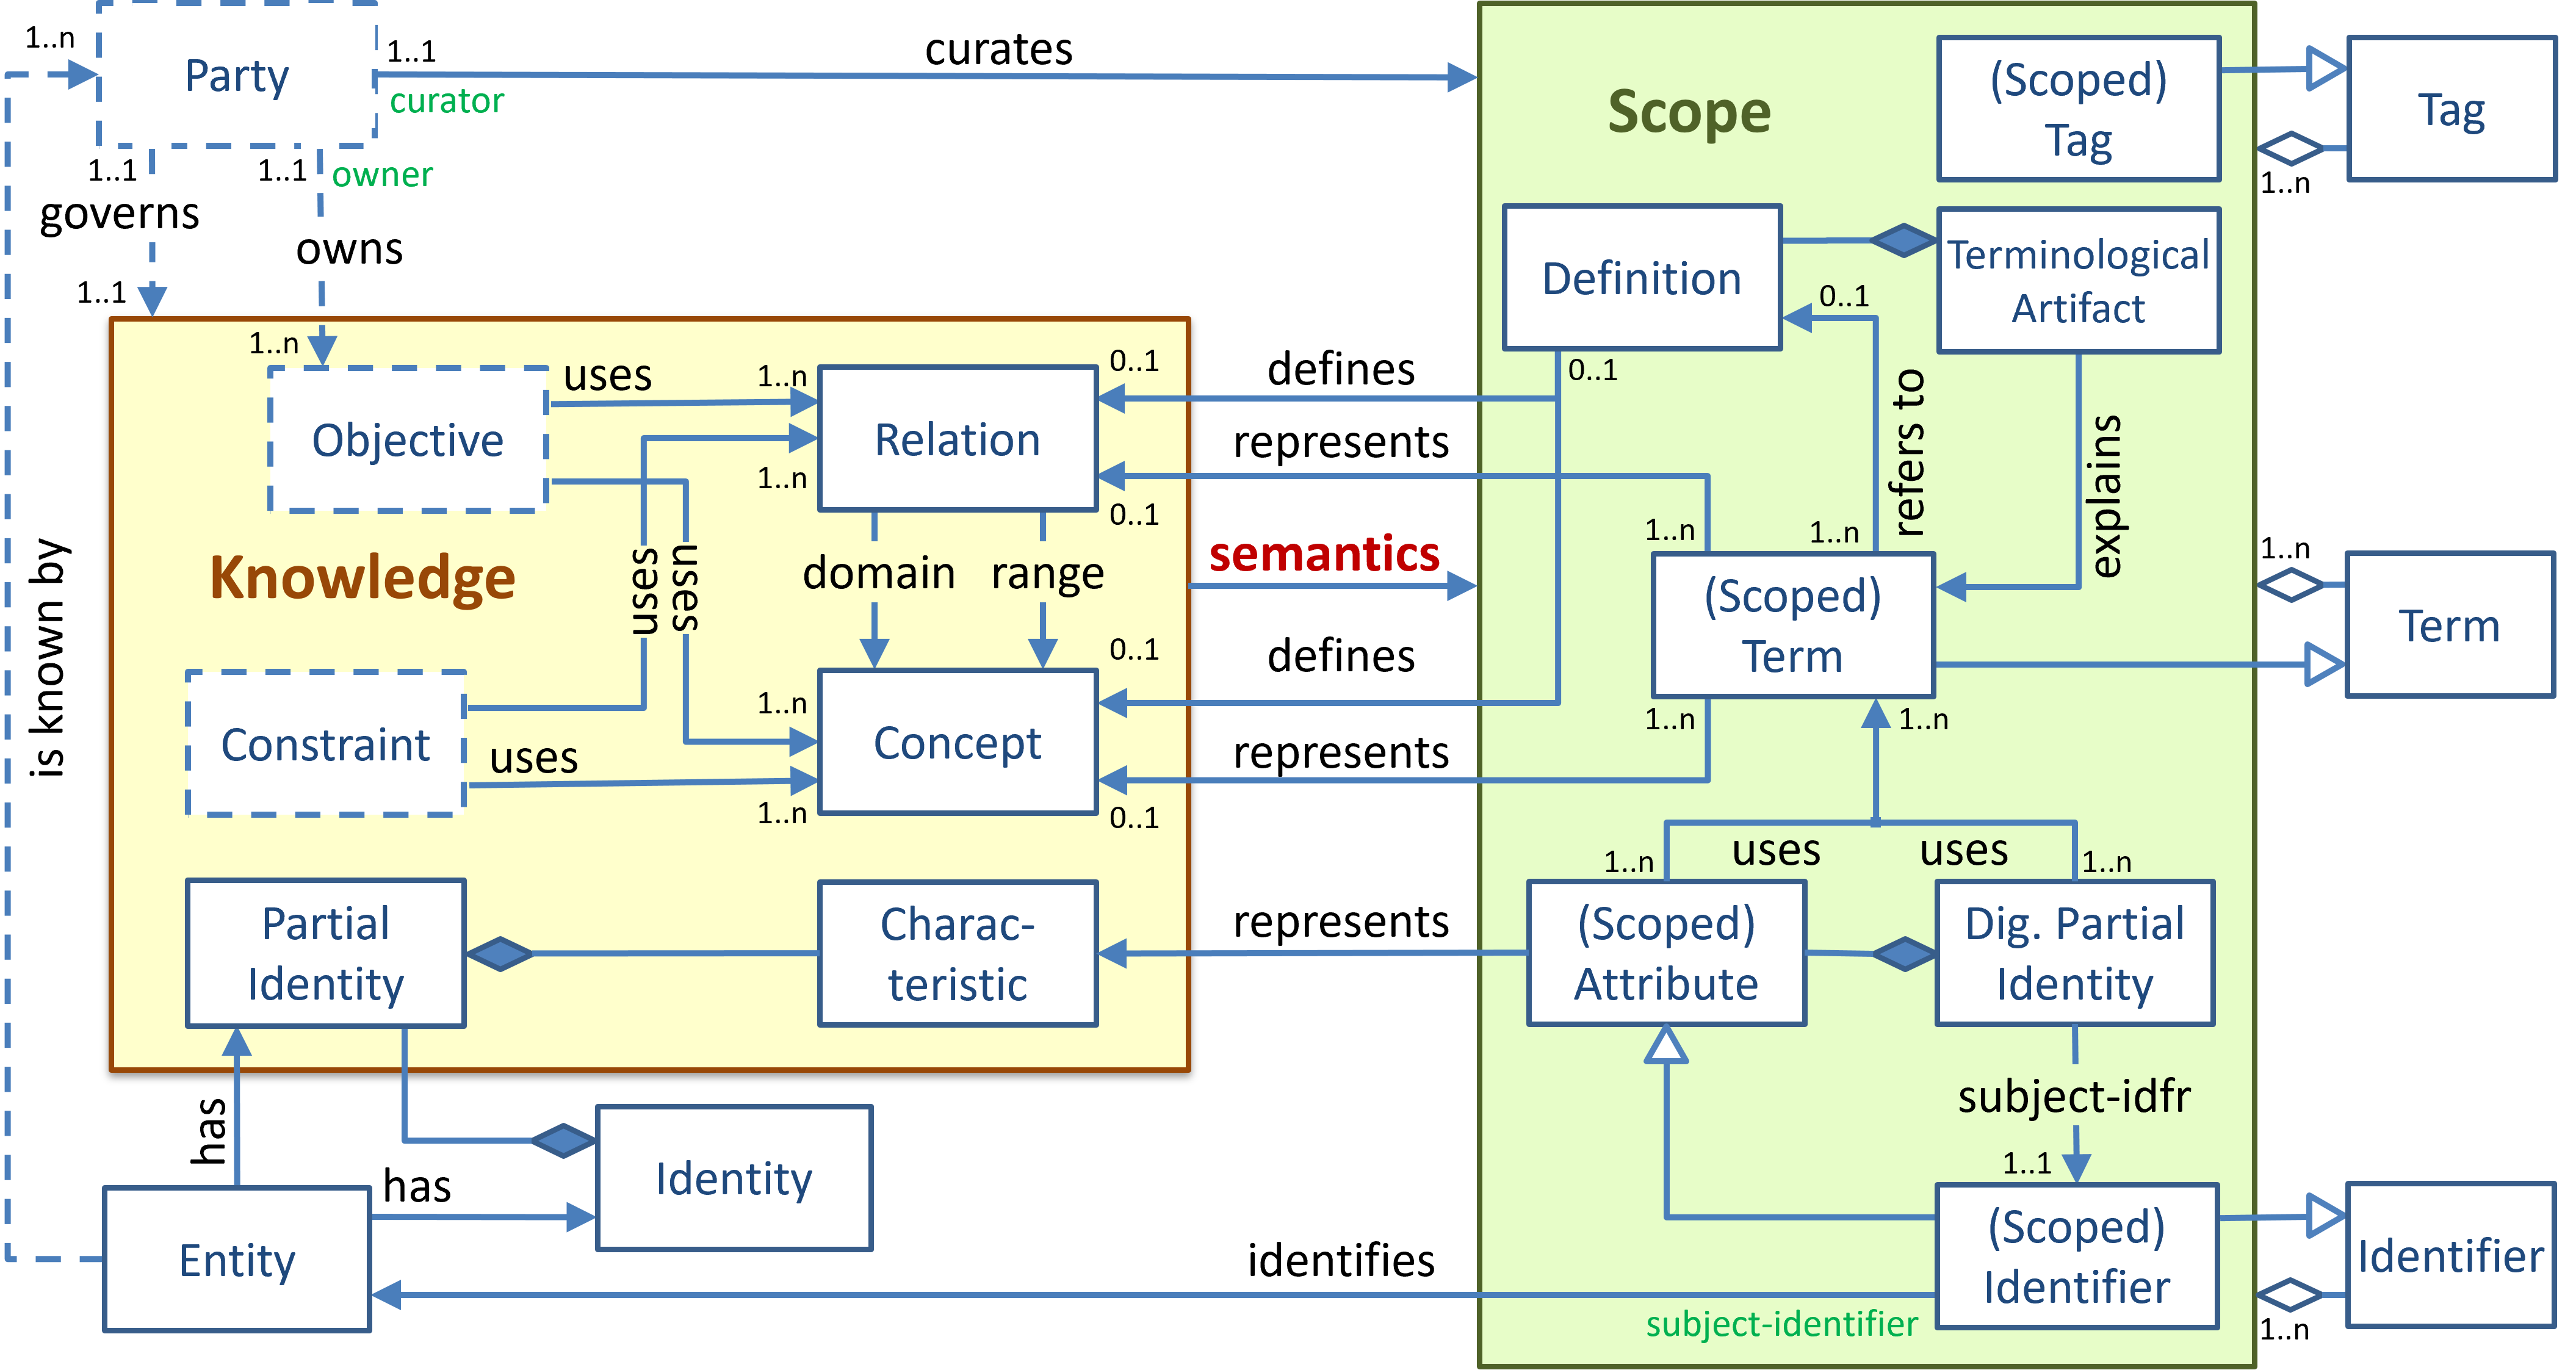 1..n
Party
1..1
curates
curator
1..1
1..1
owner
governs
owns
1..1
1..n
Scope
(Scoped)
Tag
Tag
1..n
Definition
Terminological
Artifact
0..1
0..1
refers to
explains
Objective
uses
1..n
Relation
0..1
defines
1..n
represents
0..1
Knowledge
uses
uses
domain
range
semantics
1..n
1..n
(Scoped)
Term
1..n
Term
is known by
Constraint
uses
1..n
Concept
0..1
defines
1..n
represents
0..1
1..n
1..n
uses
uses
1..n
1..n
Partial
Identity
Charac-
teristic
represents
(Scoped)
Attribute
Dig. Partial
Identity
subject-idfr
1..1
has
Identity
has
Entity
identifies
(Scoped)
Identifier
subject-identifier
Identifier
1..n